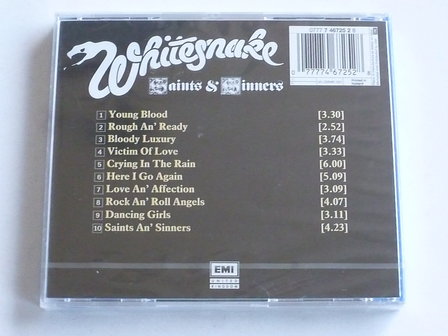 Whitesnake
0777 7 46725 2 8
0 77774 67252 8
Saints & Sinners
1 Young Blood [3.30]
2 Rough An' Ready [2.52]
3 Bloody Luxury [3.74]
4 Victim Of Love [3.33]
5 Crying In The Rain [6.00]
6 Here I Go Again [5.09]
7 Love An' Affection [3.09]
8 Rock An' Roll Angels [4.07]
9 Dancing Girls [3.11]
10 Saints An' Sinners [4.23]
EMI
UNITED
KINGDOM